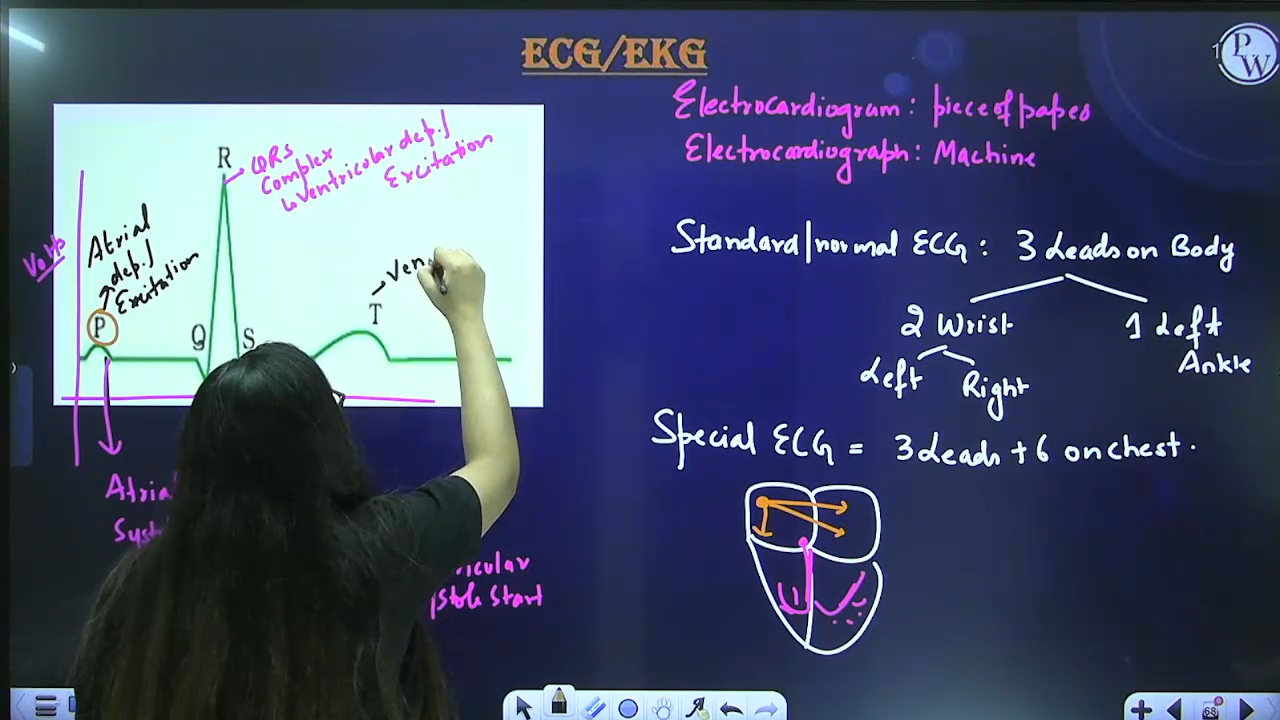 ECG/EKG
PW
Electrocardiogram: piece of paper
Electrocardiograph: Machine
R
QRS
Complex
Ventricular dep./
Excitation
Volts
Atrial
dep./
Excitation
P
Q
S
T
Ven
Standard/normal ECG: 3 Leads on Body
2 Wrist
1 Left
Ankle
Left
Right
Special ECG = 3 Leads + 6 on chest.
Atrial
Syst
ricular
ystole Start
68